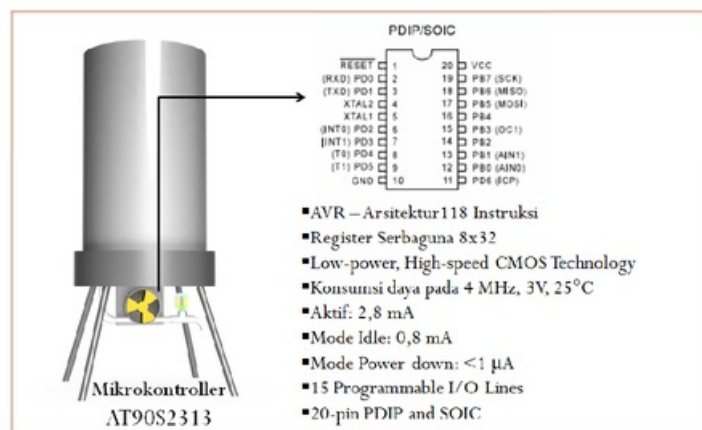 PDIP/SOIC
RESET 1 20 VCC
(RXD) PD0 2 19 PB7 (SCK)
(TXD) PD1 3 18 PB6 (MISO)
XTAL2 4 17 PB5 (MOSI)
XTAL1 5 16 PB4
(INT0) PD2 6 15 PB3 (OC1)
(INT1) PD3 7 14 PB2
(T0) PD4 8 13 PB1 (AIN1)
(T1) PD5 9 12 PB0 (AIN0)
GND 10 11 PD6 (ICP)
▪AVR – Arsitektur118 Instruksi
▪Register Serbaguna 8x32
▪Low-power, High-speed CMOS Technology
▪Konsumsi daya pada 4 MHz, 3V, 25°C
▪Aktif: 2,8 mA
▪Mode Idle: 0,8 mA
▪Mode Power down: <1 µA
▪15 Programmable I/O Lines
▪20-pin PDIP and SOIC
Mikrokontroller
AT90S2313